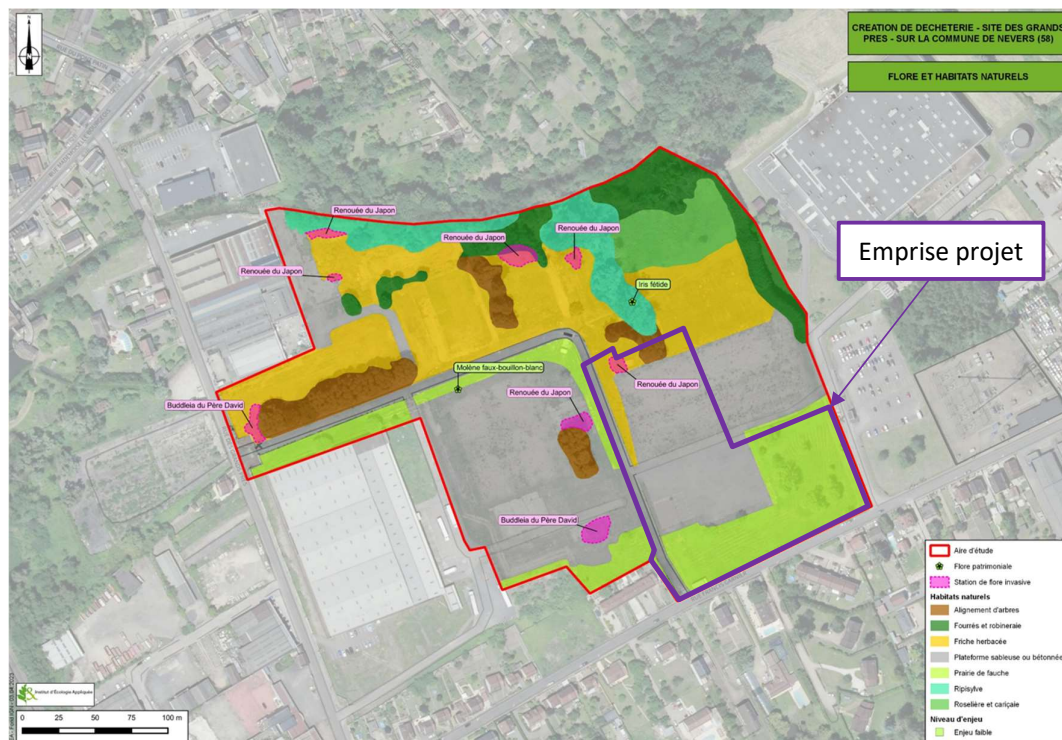 N
CREATION DE DECHETERIE - SITE DES GRANDS
PRES - SUR LA COMMUNE DE NEVERS (58)
FLORE ET HABITATS NATURELS
Emprise projet
Renouée du Japon
Renouée du Japon
Renouée du Japon
Renouée du Japon
Iris fétide
Molène faux-bouillon-blanc
Renouée du Japon
Renouée du Japon
Buddleia du Père David
Buddleia du Père David
Aire d'étude
Flore patrimoniale
Station de flore invasive
Habitats naturels
Alignement d'arbres
Fourrés et robineraie
Friche herbacée
Plateforme sableuse ou bétonnée
Prairie de fauche
Ripisylve
Roselière et cariçaie
Niveau d'enjeu
Enjeu faible
Institut d'Écologie Appliquée
0 25 50 75 100 m